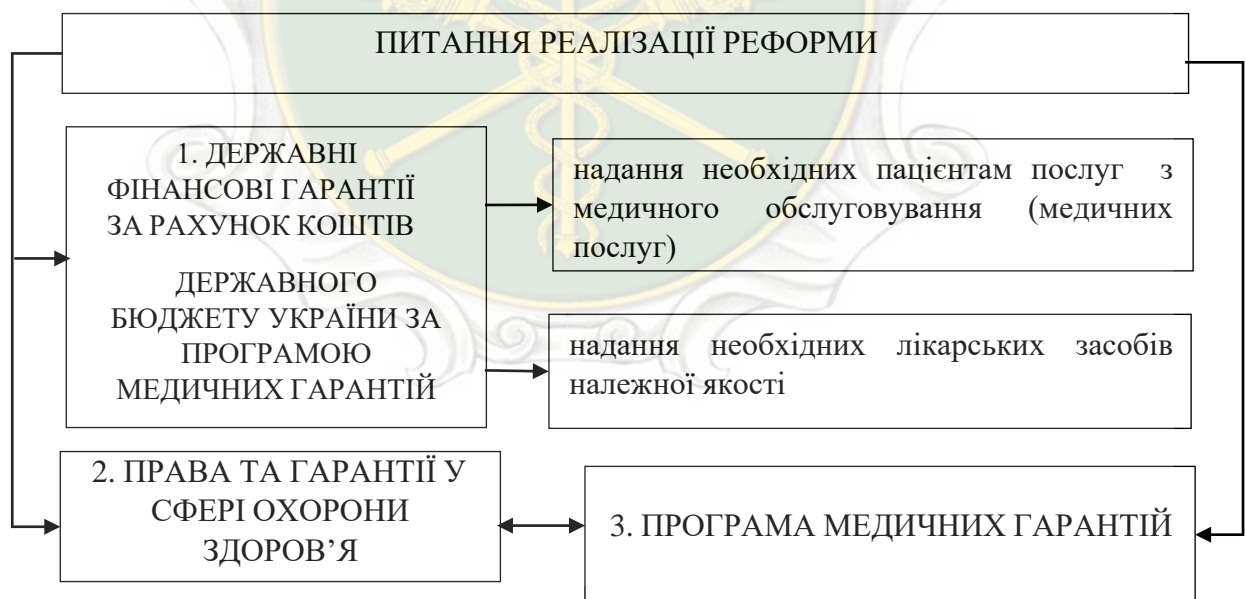 ПИТАННЯ РЕАЛІЗАЦІЇ РЕФОРМИ
1. ДЕРЖАВНІ
ФІНАНСОВІ ГАРАНТІЇ
ЗА РАХУНОК КОШТІВ
ДЕРЖАВНОГО
БЮДЖЕТУ УКРАЇНИ ЗА
ПРОГРАМОЮ
МЕДИЧНИХ ГАРАНТІЙ
надання необхідних пацієнтам послуг з
медичного обслуговування (медичних
послуг)
надання необхідних лікарських засобів
належної якості
2. ПРАВА ТА ГАРАНТІЇ У
СФЕРІ ОХОРОНИ
ЗДОРОВ’Я
3. ПРОГРАМА МЕДИЧНИХ ГАРАНТІЙ